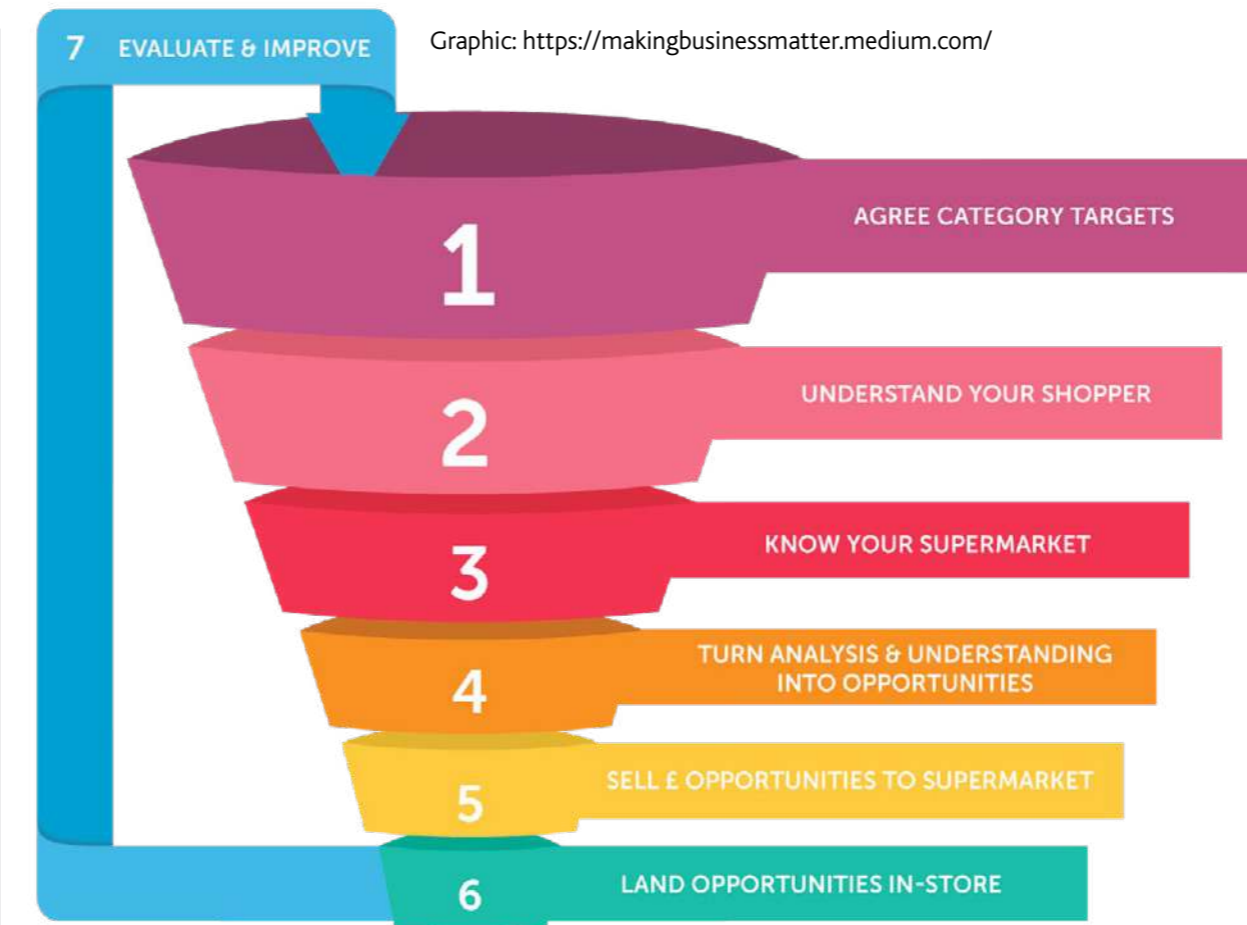 7 EVALUATE & IMPROVE
Graphic: https://makingbusinessmatter.medium.com/
1 AGREE CATEGORY TARGETS
2 UNDERSTAND YOUR SHOPPER
3 KNOW YOUR SUPERMARKET
4 TURN ANALYSIS & UNDERSTANDING
INTO OPPORTUNITIES
5 SELL £ OPPORTUNITIES TO SUPERMARKET
6 LAND OPPORTUNITIES IN-STORE